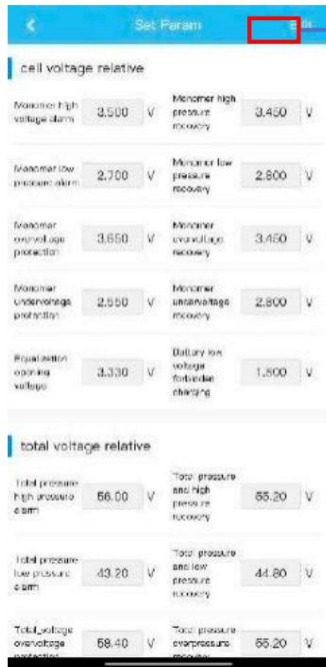 Set Param
cell voltage relative
Monomer high
voltage alarm
3.500 V
Monomer high
pressure
recovery
3.450 V
Monomer low
pressure alarm
2.700 V
Monomer low
pressure
recovery
2.800 V
Monomer
overvoltage
protection
3.650 V
Monomer
overvoltage
recovery
3.450 V
Monomer
undervoltage
protection
2.550 V
Monomer
undervoltage
recovery
2.800 V
Equalization
opening
voltage
3.330 V
Battery low
voltage
forbidden
charging
1.500 V
total voltage relative
Total pressure
high pressure
alarm
56.00 V
Total pressure
and high
pressure
recovery
55.20 V
Total pressure
low pressure
alarm
43.20 V
Total pressure
and low
pressure
recovery
44.80 V
Total_voltage
overvoltage
protection
58.40 V
Total pressure
overpressure
recovery
55.20 V